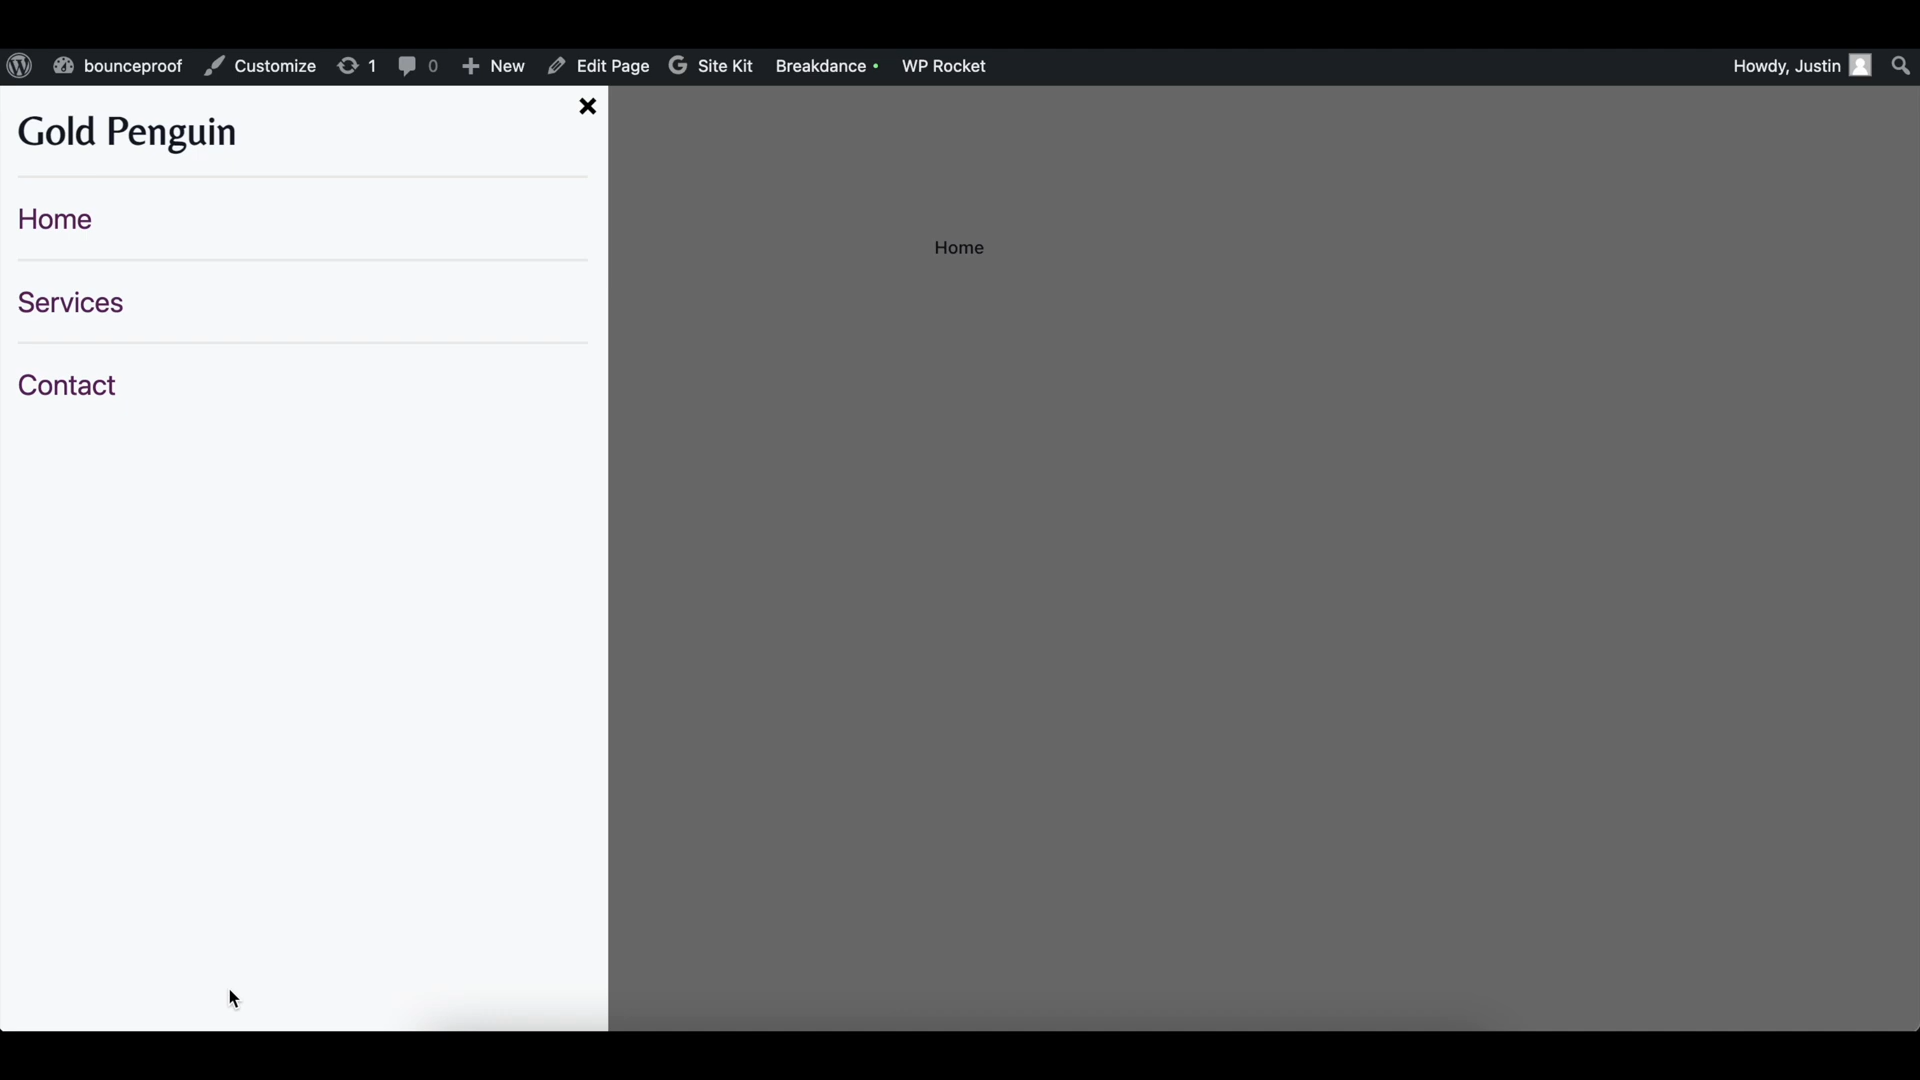 bounceproof Customize 1 0 New Edit Page Site Kit Breakdance WP Rocket Howdy, Justin
Gold Penguin
Home
Services
Contact
Home